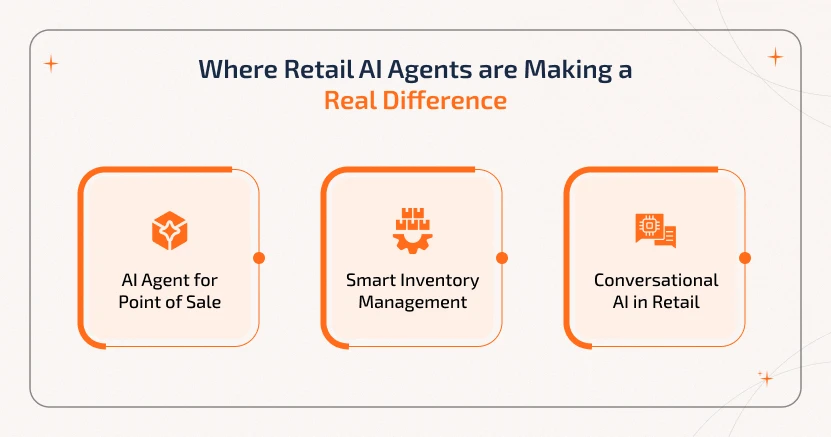 Where Retail AI Agents are Making a
Real Difference
AI Agent for
Point of Sale
Smart Inventory
Management
Conversational
AI in Retail